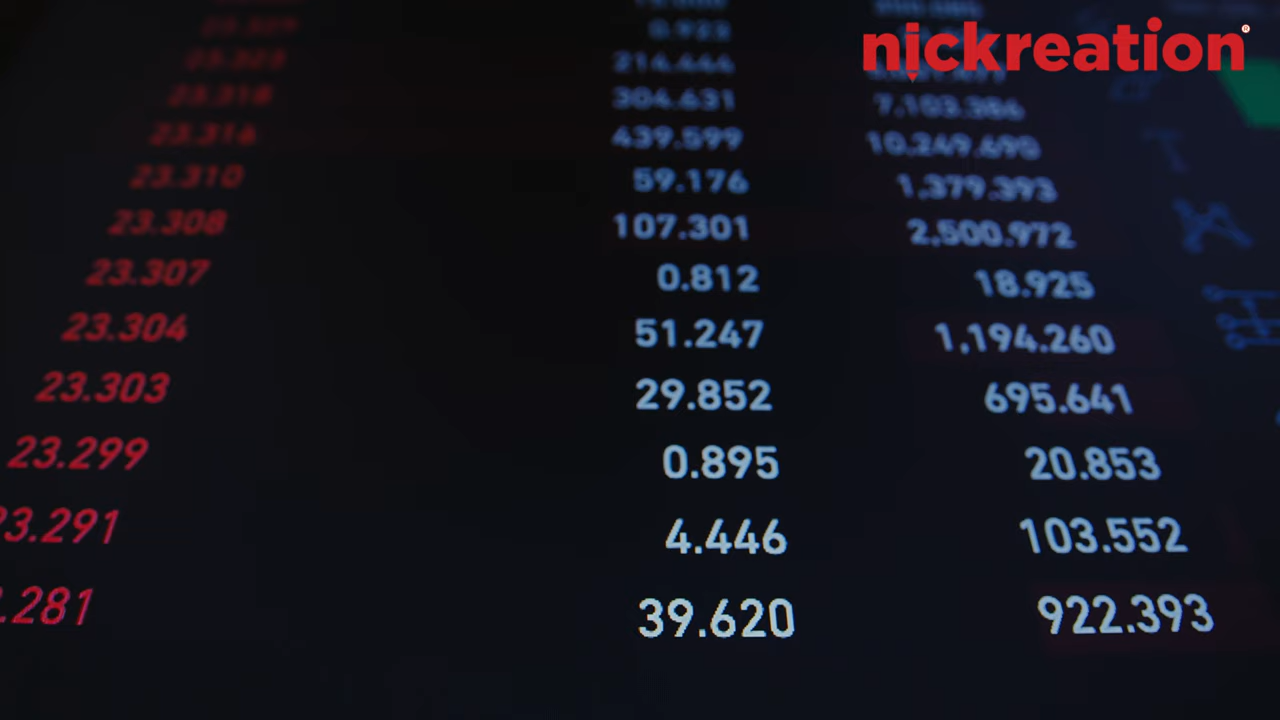 nickreation®
214.444
304.631 7,103.386
23.316 439.599 10,249.690
23.310 59.176 1,379.393
23.308 107.301 2,500.972
23.307 0.812 18.925
23.304 51.247 1,194.260
23.303 29.852 695.641
23.299 0.895 20.853
23.291 4.446 103.552
.281 39.620 922.393